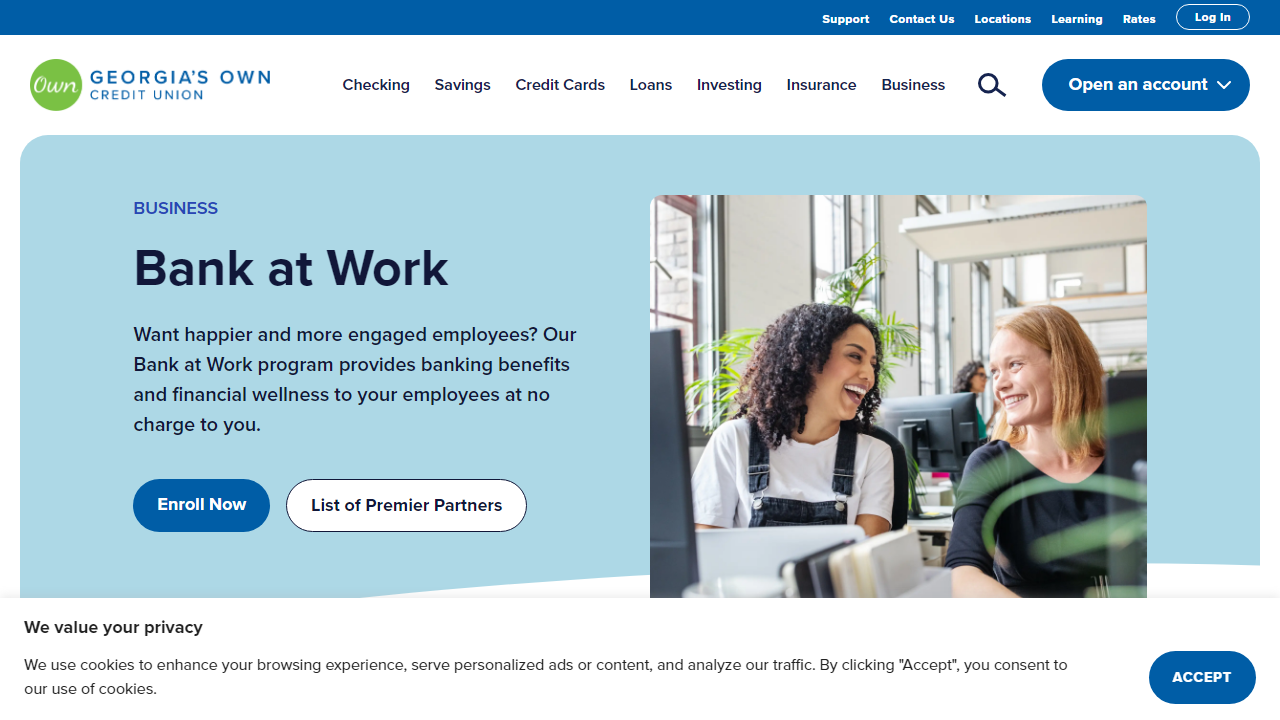 Support
Contact Us
Locations
Learning
Rates
Log In
Own
GEORGIA'S OWN
CREDIT UNION
Checking
Savings
Credit Cards
Loans
Investing
Insurance
Business
Open an account
BUSINESS
Bank at Work
Want happier and more engaged employees? Our
Bank at Work program provides banking benefits
and financial wellness to your employees at no
charge to you.
Enroll Now
List of Premier Partners
We value your privacy
We use cookies to enhance your browsing experience, serve personalized ads or content, and analyze our traffic. By clicking "Accept", you consent to
our use of cookies.
ACCEPT